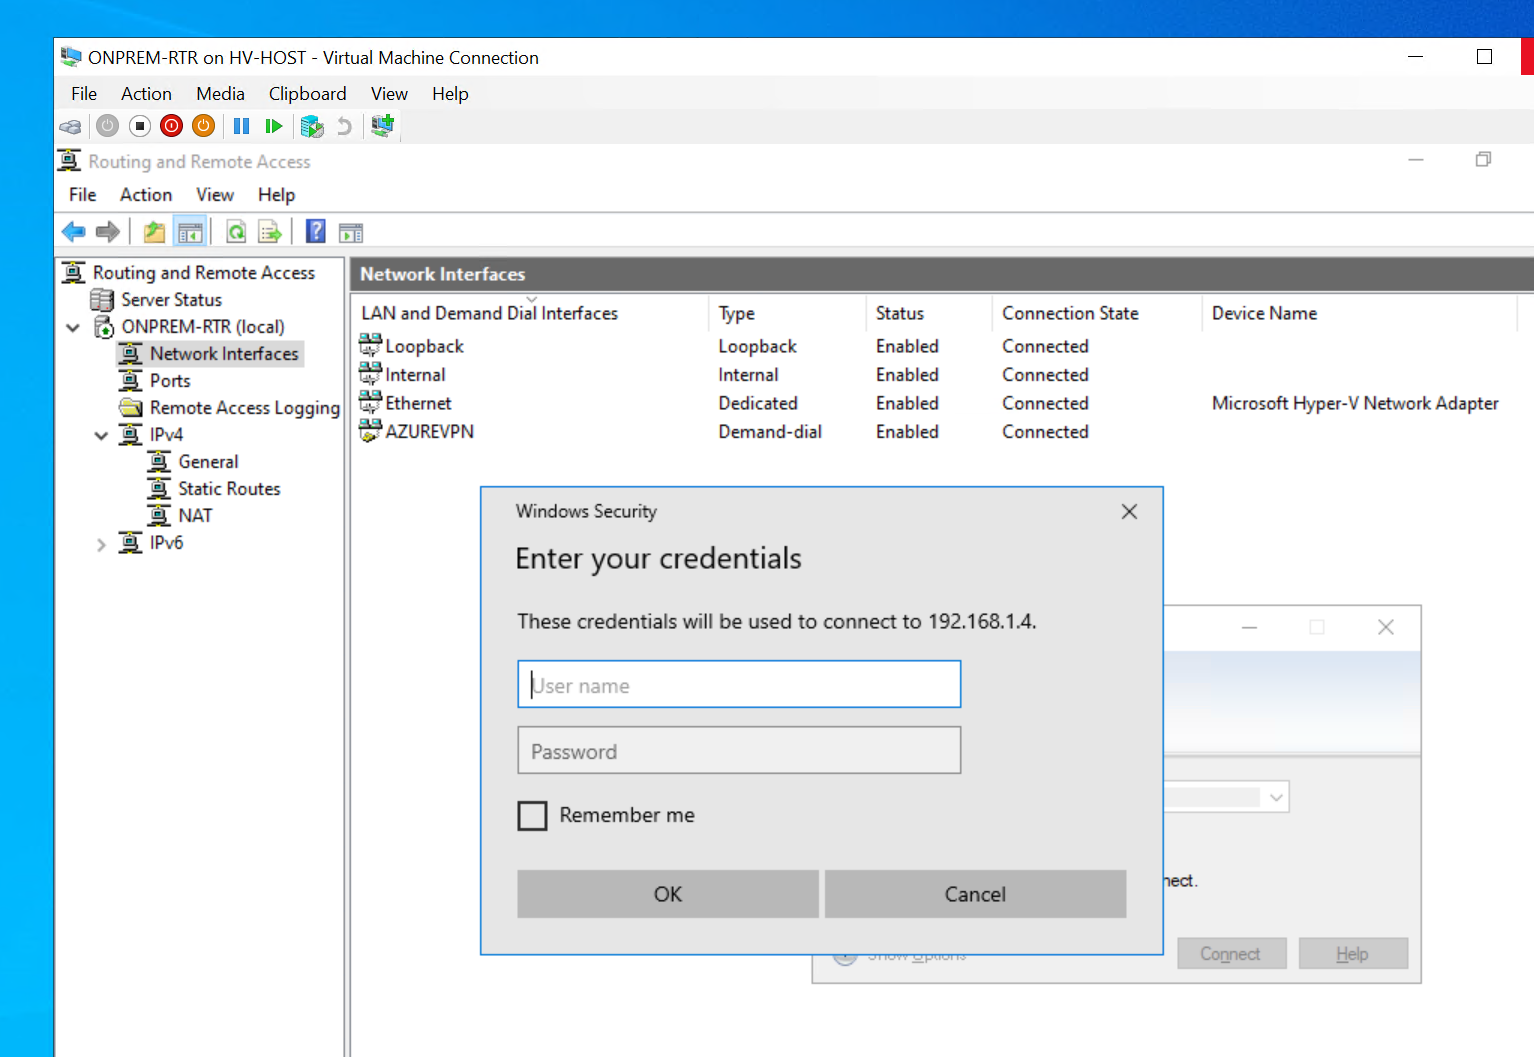 ONPREM-RTR on HV-HOST - Virtual Machine Connection
File Action Media Clipboard View Help
Routing and Remote Access
File Action View Help
Routing and Remote Access
Server Status
ONPREM-RTR (local)
Network Interfaces
Ports
Remote Access Logging
IPv4
General
Static Routes
NAT
IPv6
Network Interfaces
LAN and Demand Dial Interfaces Type Status Connection State Device Name
Loopback Loopback Enabled Connected
Internal Internal Enabled Connected
Ethernet Dedicated Enabled Connected Microsoft Hyper-V Network Adapter
AZUREVPN Demand-dial Enabled Connected
Windows Security
Enter your credentials
These credentials will be used to connect to 192.168.1.4.
User name
Password
Remember me
OK Cancel
nect.
Show Options Connect Help